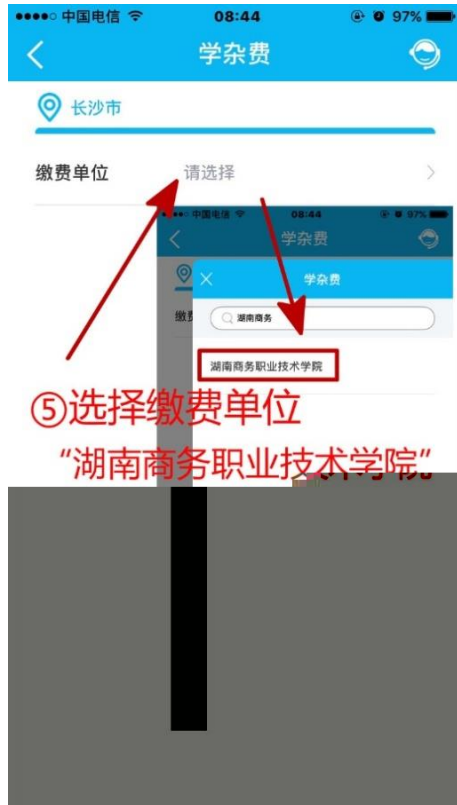 中国电信 08:44 97%
学杂费
长沙市
缴费单位 请选择
中国电信 08:44 97%
学杂费
学杂费
缴费
湖南商务
湖南商务职业技术学院
⑤选择缴费单位
“湖南商务职业技术学院”